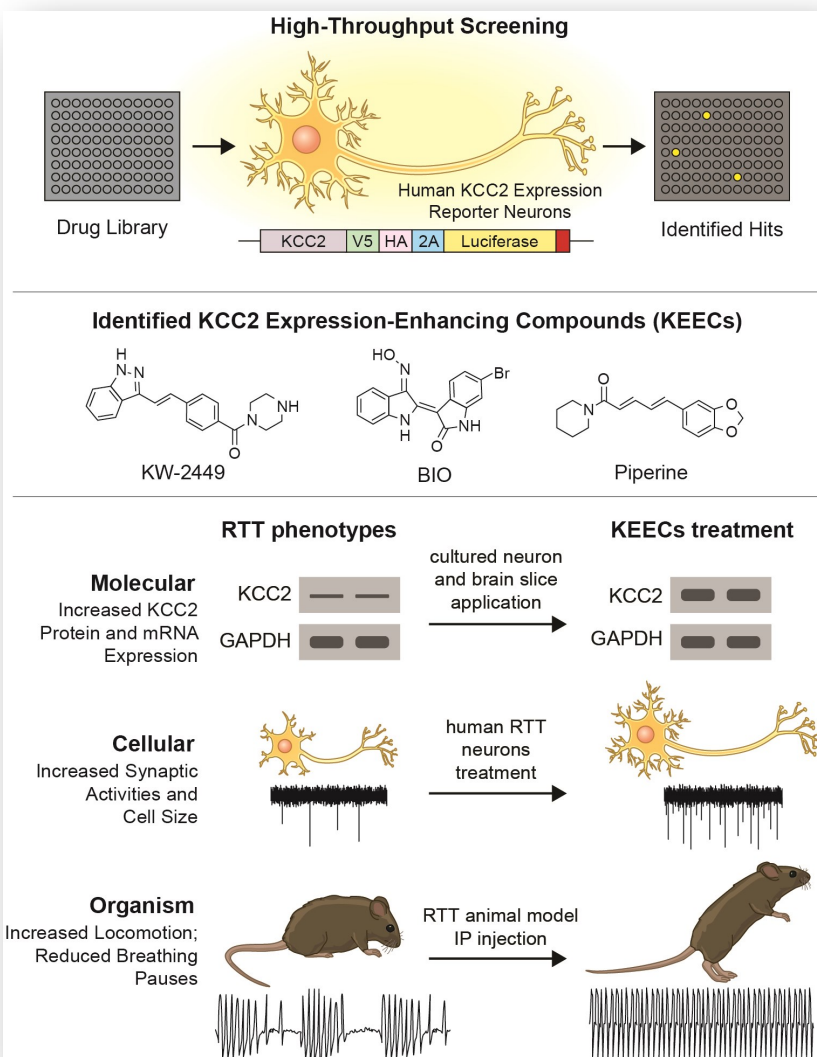 High-Throughput Screening
Drug Library
Human KCC2 Expression
Reporter Neurons
KCC2 V5 HA 2A Luciferase
Identified Hits
Identified KCC2 Expression-Enhancing Compounds (KEECs)
H
N
N
N
NH
O
KW-2449
HO
N
Br
N
H
O
NH
BIO
O
N
O
O
Piperine
RTT phenotypes
KEECs treatment
Molecular
Increased KCC2
Protein and mRNA
Expression
KCC2
GAPDH
cultured neuron
and brain slice
application
KCC2
GAPDH
Cellular
Increased Synaptic
Activities and
Cell Size
human RTT
neurons
treatment
Organism
Increased Locomotion;
Reduced Breathing
Pauses
RTT animal model
IP injection